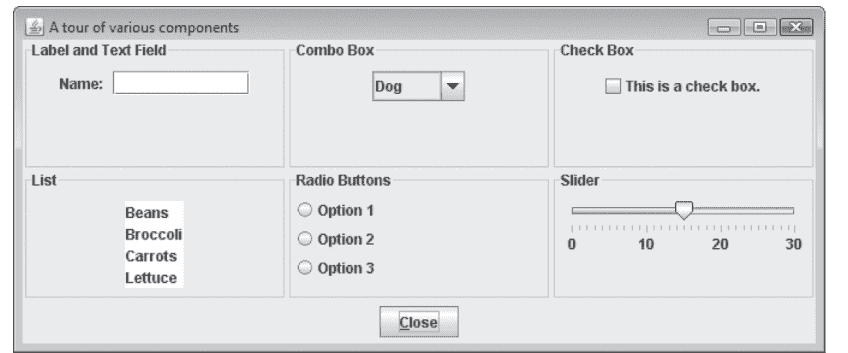 A tour of various components
Label and Text Field
Name:
Combo Box
Dog
Check Box
This is a check box.
List
Beans
Broccoli
Carrots
Lettuce
Radio Buttons
Option 1
Option 2
Option 3
Slider
0 10 20 30
Close